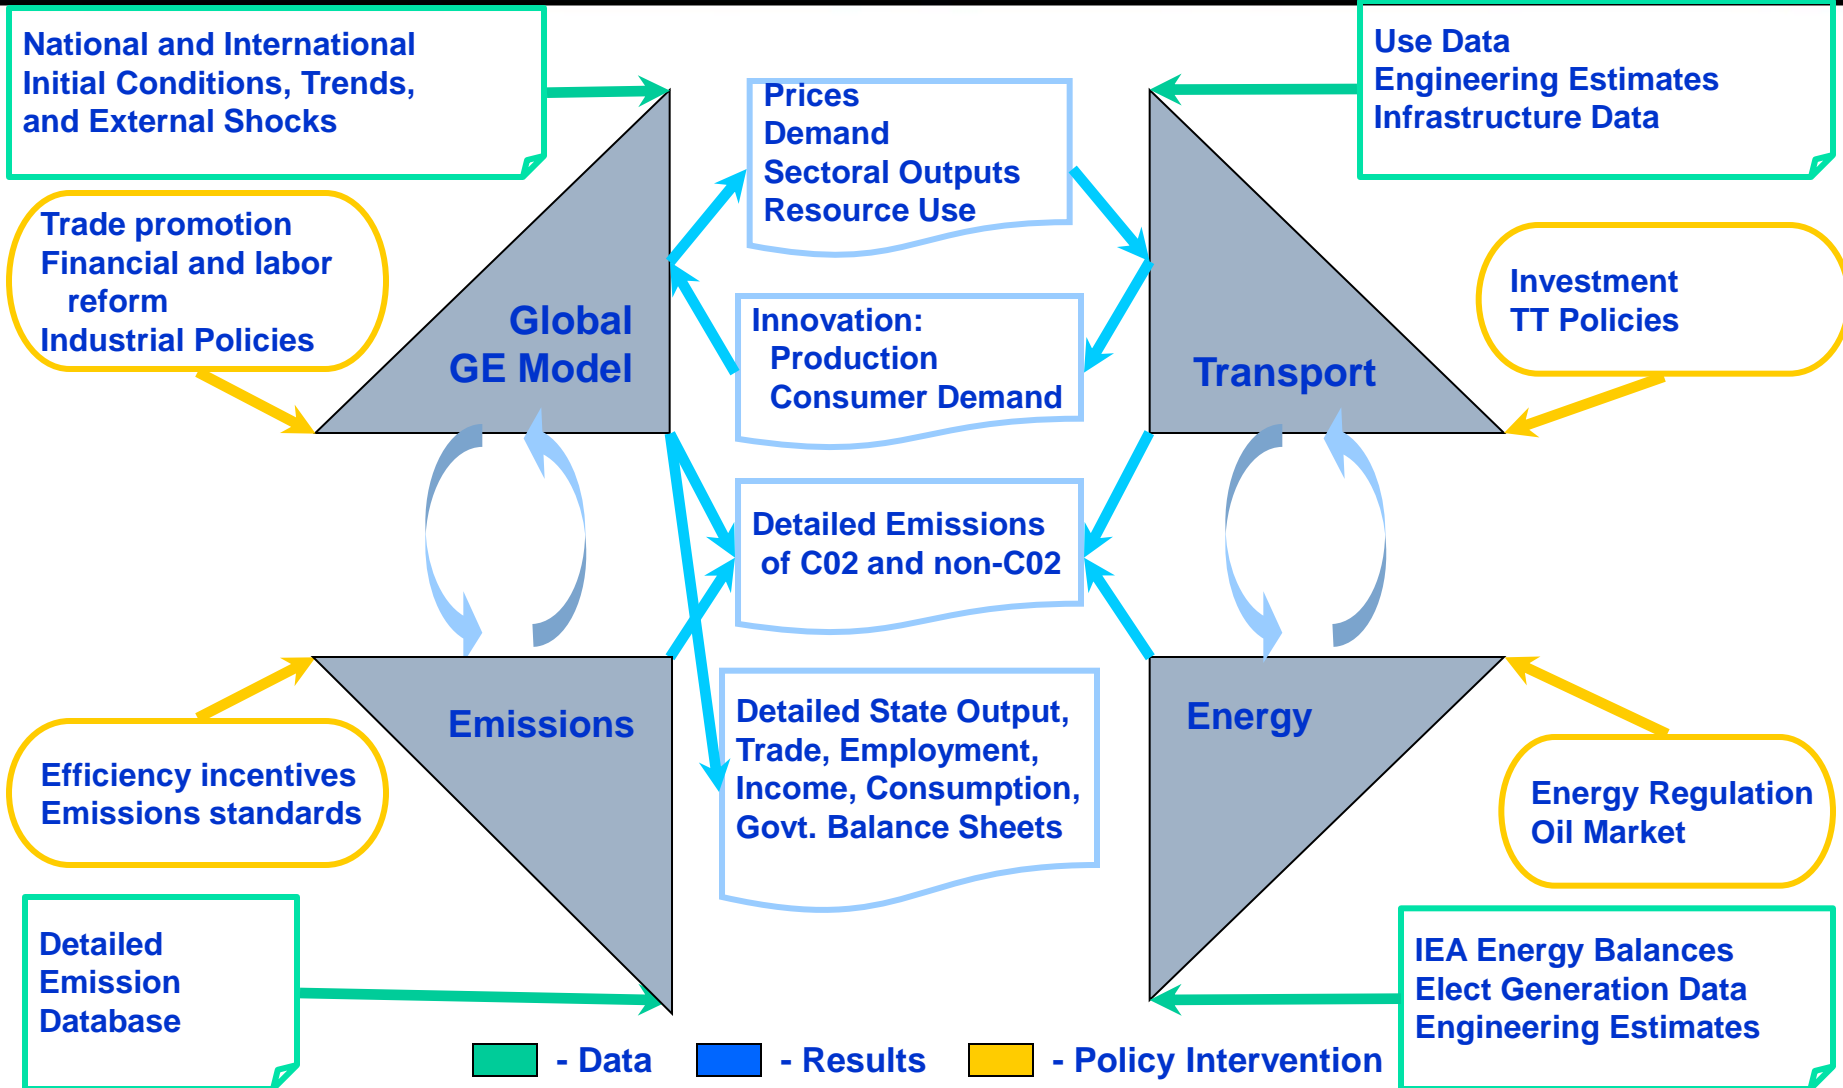 National and International
Initial Conditions, Trends,
and External Shocks
Use Data
Engineering Estimates
Infrastructure Data
Prices
Demand
Sectoral Outputs
Resource Use
Trade promotion
Financial and labor
reform
Industrial Policies
Global
GE Model
Innovation:
Production
Consumer Demand
Transport
Investment
TT Policies
Detailed Emissions
of C02 and non-C02
Emissions
Detailed State Output,
Trade, Employment,
Income, Consumption,
Govt. Balance Sheets
Energy
Efficiency incentives
Emissions standards
Energy Regulation
Oil Market
Detailed
Emission
Database
IEA Energy Balances
Elect Generation Data
Engineering Estimates
- Data
- Results
- Policy Intervention